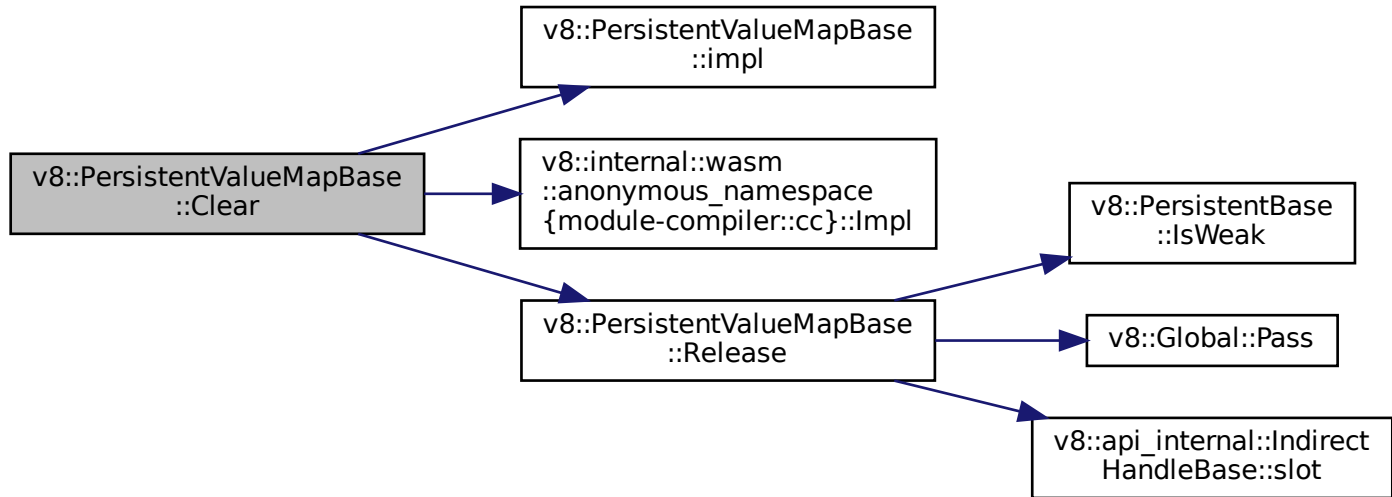 v8::PersistentValueMapBase
::Clear
v8::PersistentValueMapBase
::impl
v8::internal::wasm
::anonymous_namespace
{module-compiler::cc}::Impl
v8::PersistentValueMapBase
::Release
v8::PersistentBase
::IsWeak
v8::Global::Pass
v8::api_internal::Indirect
HandleBase::slot